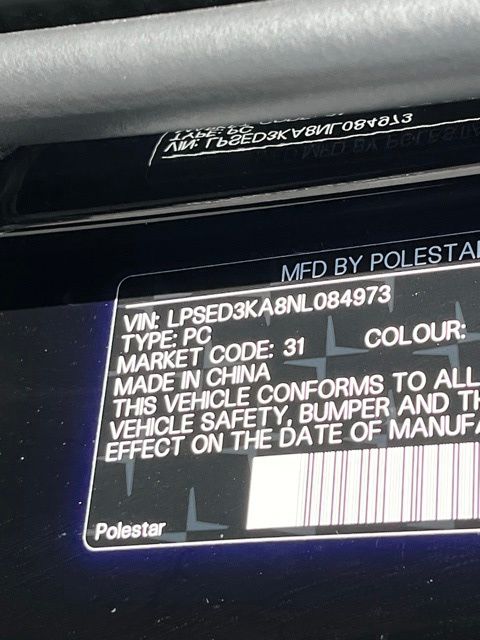 TYPE: PC
VIN: LPSED3KA8NL084973
MFD BY POLESTAR
VIN: LPSED3KA8NL084973
TYPE: PC
MARKET CODE: 31 COLOUR:
MADE IN CHINA
THIS VEHICLE CONFORMS TO ALL
VEHICLE SAFETY, BUMPER AND TH
EFFECT ON THE DATE OF MANUFA
Polestar